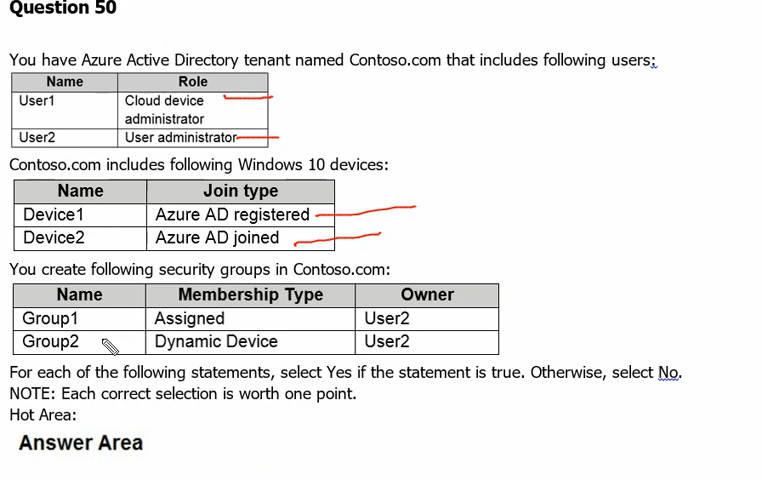 Question 50
You have Azure Active Directory tenant named Contoso.com that includes following users:
Name Role
User1 Cloud device
administrator
User2 User administrator
Contoso.com includes following Windows 10 devices:
Name Join type
Device1 Azure AD registered
Device2 Azure AD joined
You create following security groups in Contoso.com:
Name Membership Type Owner
Group1 Assigned User2
Group2 Dynamic Device User2
For each of the following statements, select Yes if the statement is true. Otherwise, select No.
NOTE: Each correct selection is worth one point.
Hot Area:
Answer Area